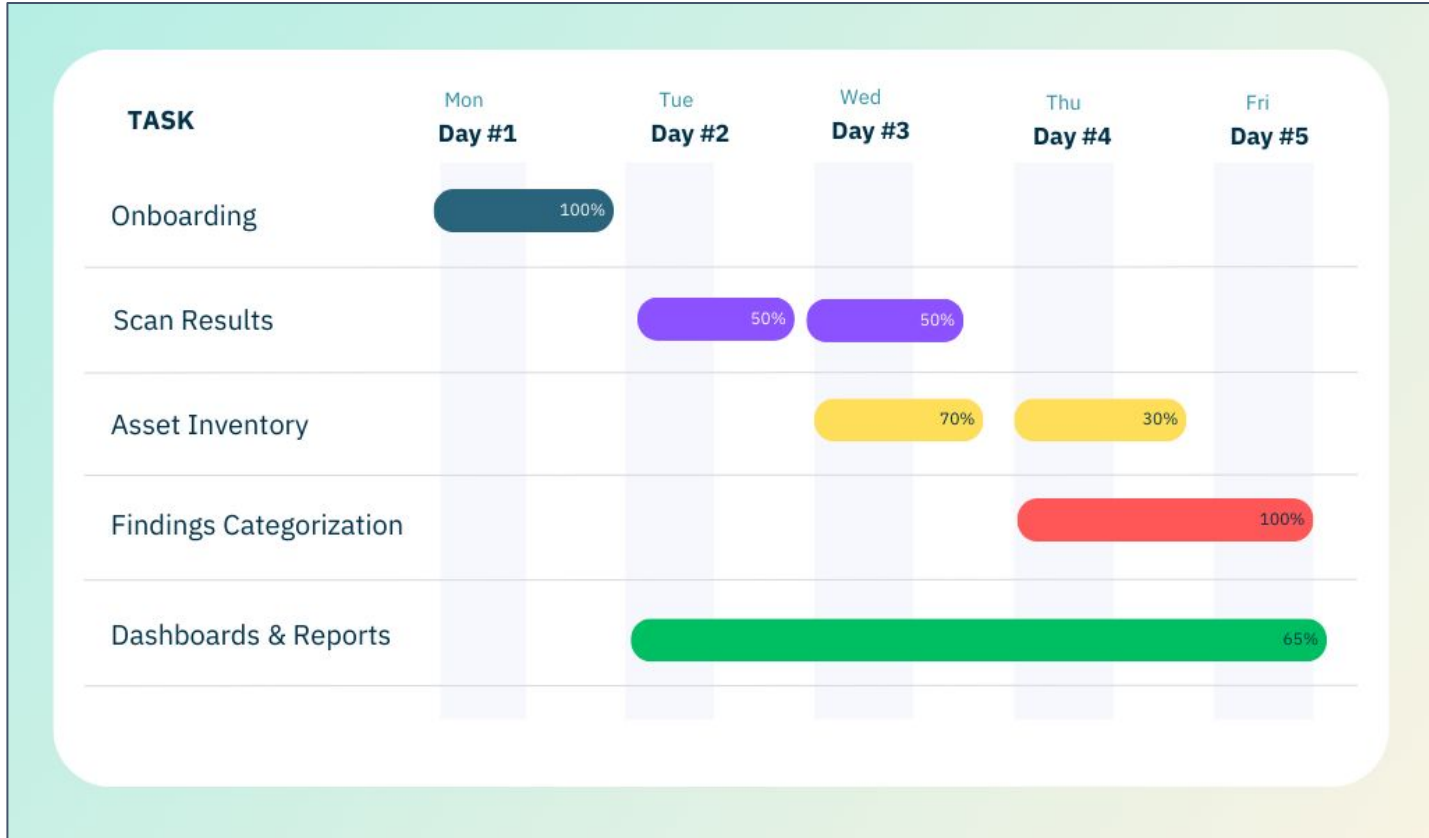 Mon Tue Wed Thu Fri
TASK Day #1 Day #2 Day #3 Day #4 Day #5
Onboarding 100%
Scan Results 50% 50%
Asset Inventory 70% 30%
Findings Categorization 100%
Dashboards & Reports 65%